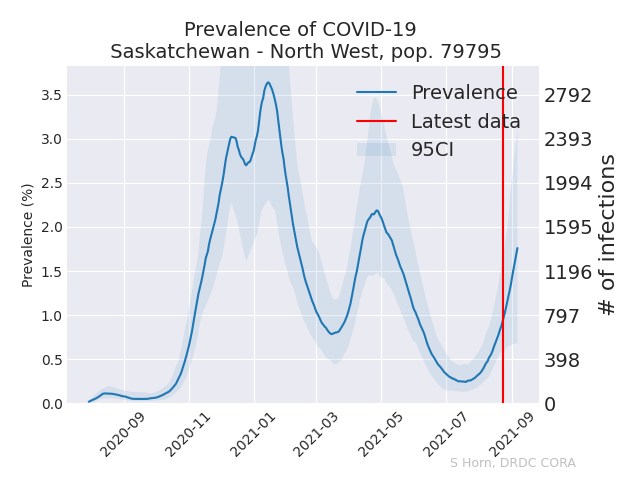 Prevalence of COVID-19
Saskatchewan - North West, pop. 79795
Prevalence
Latest data
95CI
Prevalence (%)
3.5
3.0
2.5
2.0
1.5
1.0
0.5
0.0
2792
2393
1994
1595
1196
797
398
0
# of infections
2020-09
2020-11
2021-01
2021-03
2021-05
2021-07
2021-09
S Horn, DRDC CORA